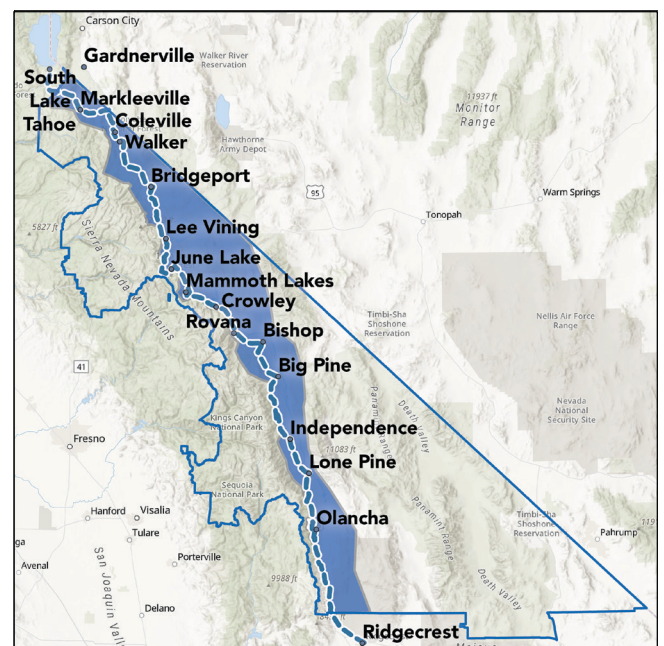 Carson City
Gardnerville
Walker River
Reservation
South
Lake
Tahoe
Markleeville
Coleville
Walker
Hawthorne
Army Depot
11937 ft
Monitor
Range
Bridgeport
95
Warm Springs
Tonopah
5827 ft
Lee Vining
Sierra Nevada Mountains
June Lake
Mammoth Lakes
Crowley
Rovana
Bishop
Timbi-Sha
Shoshone
Reservation
Nellis Air Force
Range
41
Big Pine
Kings Canyon
National Park
Death Valley
Nevada
National
Security Site
Fresno
Independence
11083 ft
Lone Pine
Sequoia
National Park
Panamint Range
Hanford
Visalia
Tulare
Olancha
Shoshone
Reservation
Pahrump
Avenal
San Joaquin Vall
Porterville
9988 ft
Death Valley
Delano
Ridgecrest